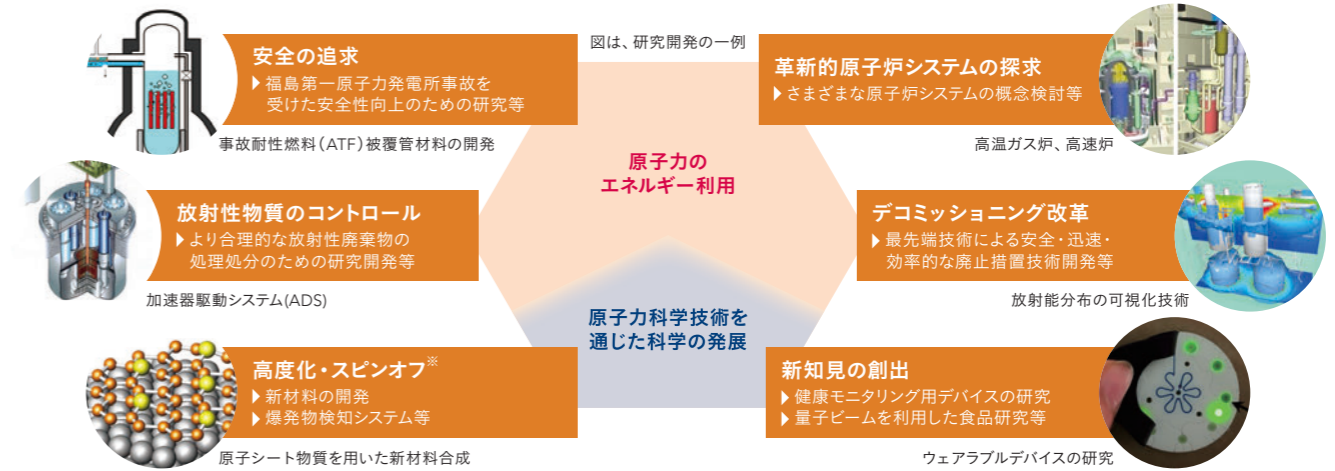 図は、研究開発の一例
安全の追求
▶福島第一原子力発電所事故を
受けた安全性向上のための研究等
事故耐性燃料(ATF)被覆管材料の開発
革新的原子炉システムの探求
▶さまざまな原子炉システムの概念検討等
高温ガス炉、高速炉
原子力の
エネルギー利用
放射性物質のコントロール
▶より合理的な放射性廃棄物の
処理処分のための研究開発等
加速器駆動システム(ADS)
デコミッショニング改革
▶最先端技術による安全・迅速・
効率的な廃止措置技術開発等
放射能分布の可視化技術
原子力科学技術を
通じた科学の発展
高度化・スピンオフ※
▶新材料の開発
▶爆発物検知システム等
原子シート物質を用いた新材料合成
新知見の創出
▶健康モニタリング用デバイスの研究
▶量子ビームを利用した食品研究等
ウェアラブルデバイスの研究